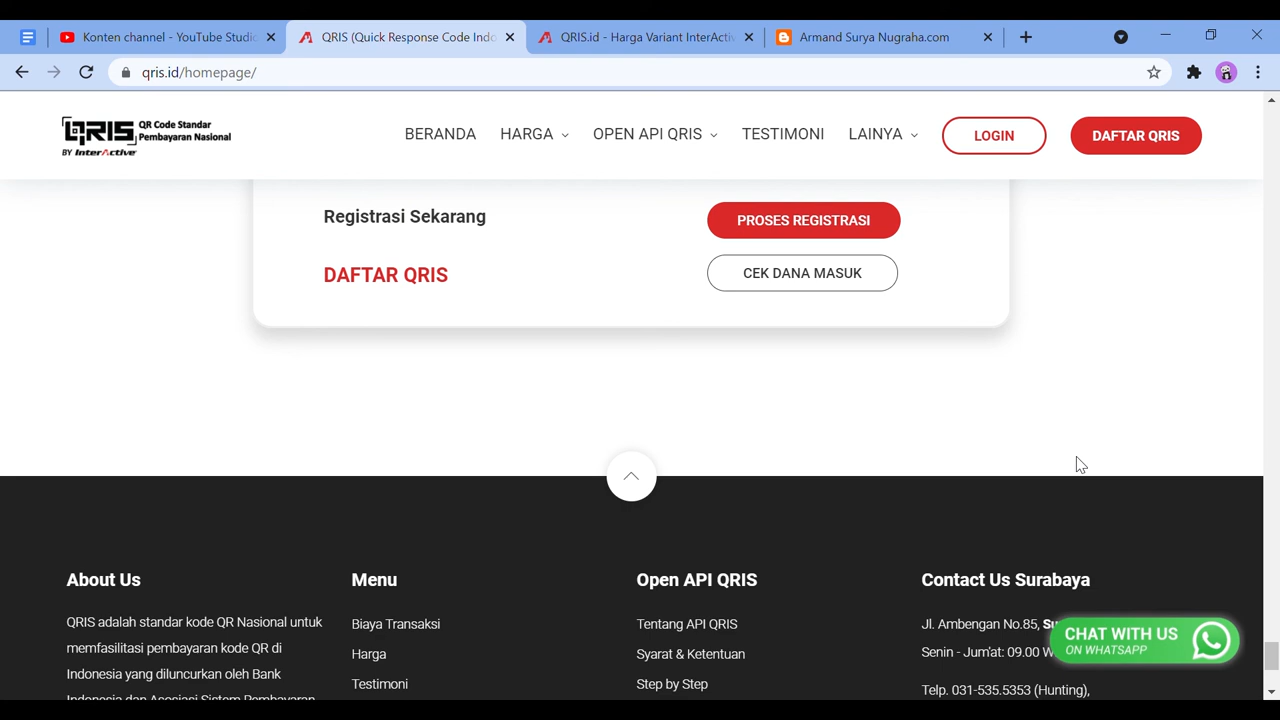 Konten channel - YouTube Studio
QRIS (Quick Response Code Indo
QRIS.id - Harga Variant InterActiv
Armand Surya Nugraha.com
qris.id/homepage/
QRIS QR Code Standar
Pembayaran Nasional
BY InterActive
BERANDA
HARGA
OPEN API QRIS
TESTIMONI
LAINYA
LOGIN
DAFTAR QRIS
Registrasi Sekarang
PROSES REGISTRASI
DAFTAR QRIS
CEK DANA MASUK
About Us
QRIS adalah standar kode QR Nasional untuk
memfasilitasi pembayaran kode QR di
Indonesia yang diluncurkan oleh Bank
Indonesia dan Asosiasi Sistem Pembayaran
Menu
Biaya Transaksi
Harga
Testimoni
Open API QRIS
Tentang API QRIS
Syarat & Ketentuan
Step by Step
Contact Us Surabaya
Jl. Ambengan No.85,
Senin - Jum'at: 09.00
Telp. 031-535.5353 (Hunting),
CHAT WITH US
ON WHATSAPP